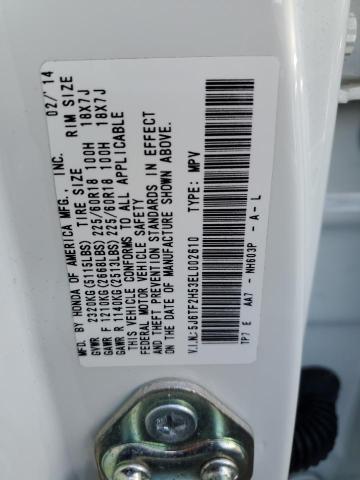 MFD. BY HONDA OF AMERICA MFG., INC. 02/'14
TIRE SIZE RIM SIZE
GVWR 2320KG(5115LBS)
GAWR F 1210KG(2668LBS) 225/60R18 100H 18X7J
GAWR R 1140KG(2513LBS) 225/60R18 100H 18X7J
THIS VEHICLE CONFORMS TO ALL APPLICABLE
FEDERAL MOTOR VEHICLE SAFETY
AND THEFT PREVENTION STANDARDS IN EFFECT
ON THE DATE OF MANUFACTURE SHOWN ABOVE.
V.I.N.: 5J6TF2H53EL002610 TYPE: MPV
TP7 E AA7 - NH603P - A - L